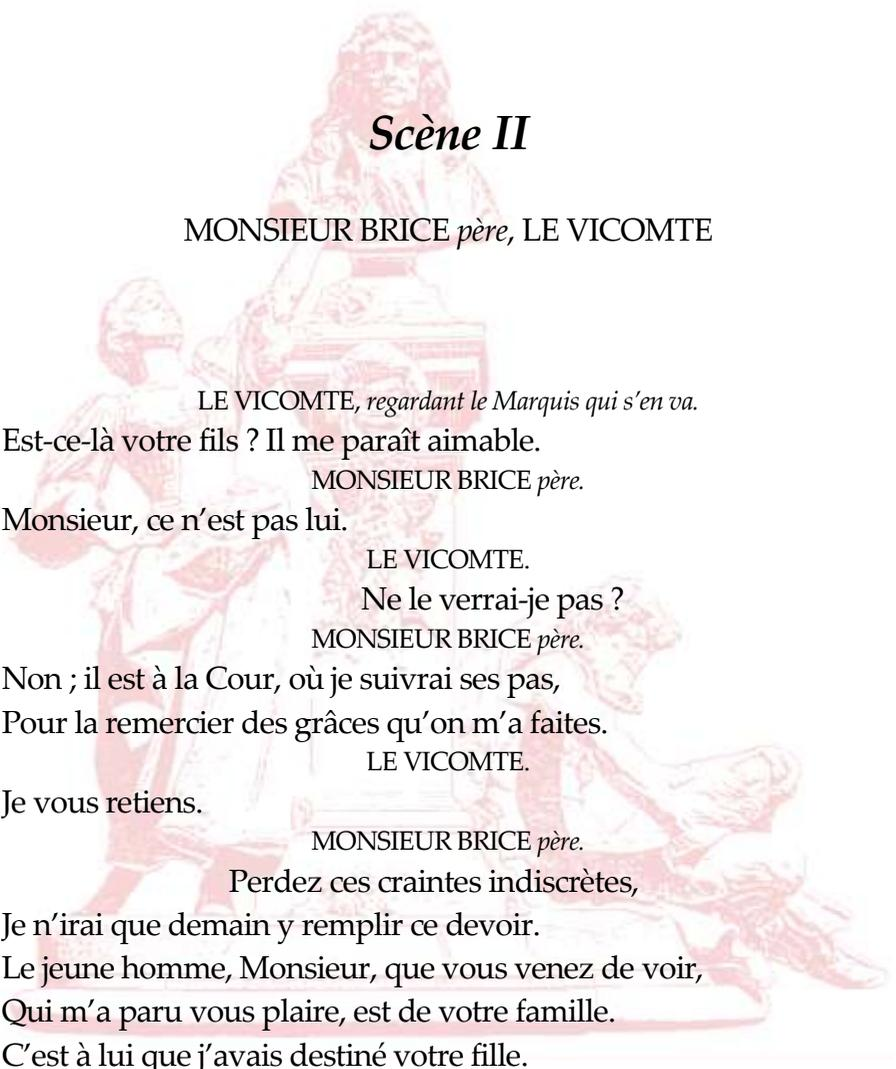 Scène II
MONSIEUR BRICE père, LE VICOMTE
LE VICOMTE, regardant le Marquis qui s’en va.
Est-ce-là votre fils ? Il me paraît aimable.
MONSIEUR BRICE père.
Monsieur, ce n’est pas lui.
LE VICOMTE.
Ne le verrai-je pas ?
MONSIEUR BRICE père.
Non ; il est à la Cour, où je suivrai ses pas,
Pour la remercier des grâces qu’on m’a faites.
LE VICOMTE.
Je vous retiens.
MONSIEUR BRICE père.
Perdez ces craintes indiscrètes,
Je n’irai que demain y remplir ce devoir.
Le jeune homme, Monsieur, que vous venez de voir,
Qui m’a paru vous plaire, est de votre famille.
C’est à lui que j’avais destiné votre fille.